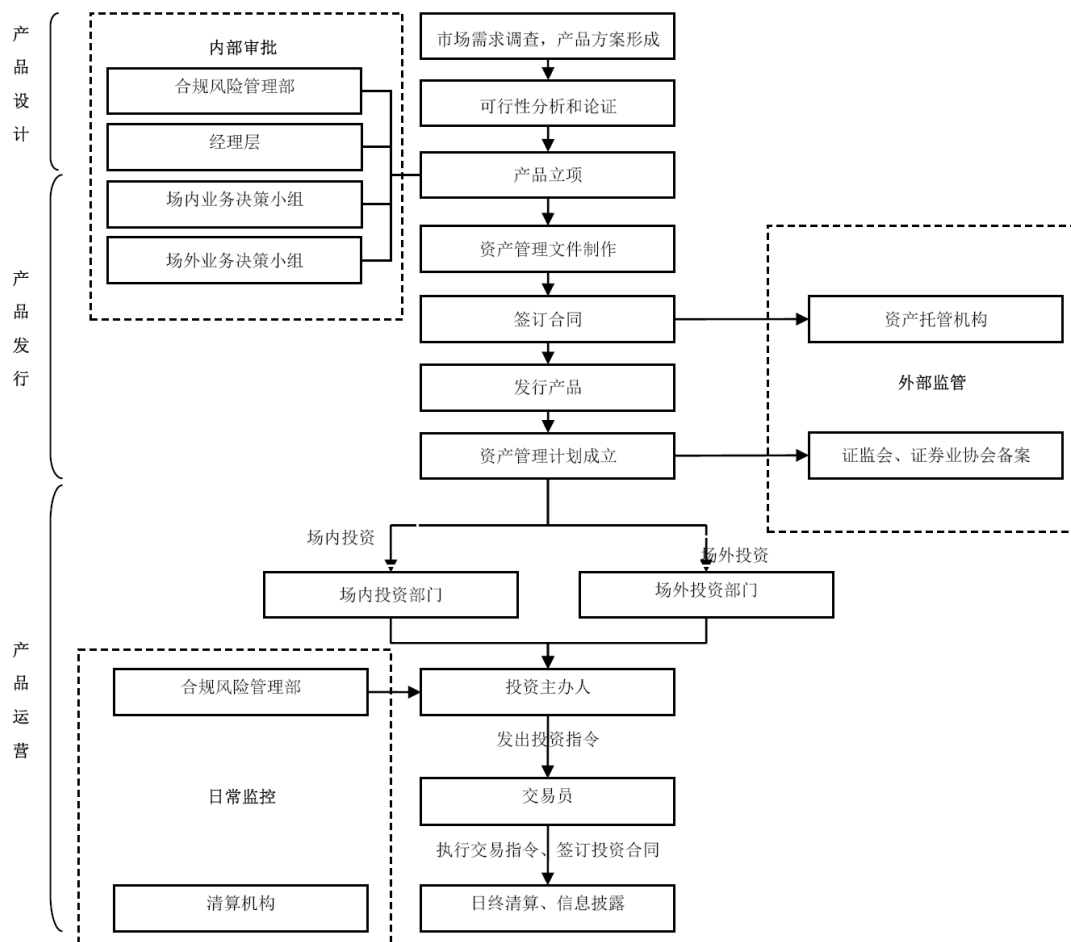 产品设计
内部审批
合规风险管理部
经理层
场内业务决策小组
场外业务决策小组
市场需求调查，产品方案形成
可行性分析和论证
产品立项
产品发行
资产管理文件制作
签订合同
资产托管机构
发行产品
外部监管
资产管理计划成立
证监会、证券业协会备案
产品运营
场内投资
场外投资
场内投资部门
场外投资部门
合规风险管理部
投资主办人
发出投资指令
日常监控
交易员
执行交易指令、签订投资合同
清算机构
日终清算、信息披露